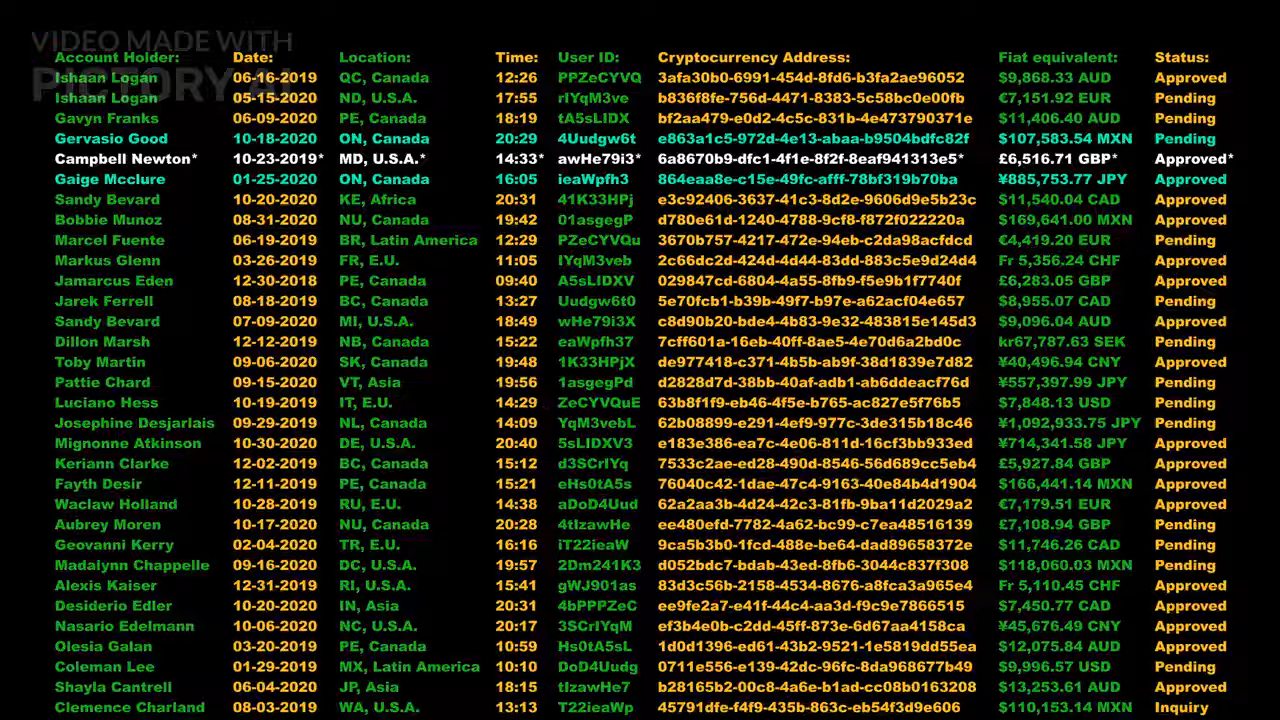 VIDEO MADE WITH
PICTORY AI
Account Holder: Date: Location: Time: User ID: Cryptocurrency Address: Fiat equivalent: Status:
Ishaan Logan 06-16-2019 QC, Canada 12:26 PPZeCYVQ 3afa30b0-6991-454d-8fd6-b3fa2ae96052 $9,868.33 AUD Approved
Ishaan Logan 05-15-2020 ND, U.S.A. 17:55 rIYqM3ve b836f8fe-756d-4471-8383-5c58bc0e00fb €7,151.92 EUR Pending
Gavyn Franks 06-09-2020 PE, Canada 18:19 tA5sLIDX bf2aa479-e0d2-4c5c-831b-4e473790371e $11,406.40 AUD Pending
Gervasio Good 10-18-2020 ON, Canada 20:29 4Uudgw6t e863a1c5-972d-4e13-abaa-b9504bdfc82f $107,583.54 MXN Pending
Campbell Newton* 10-23-2019* MD, U.S.A.* 14:33* awHe79i3* 6a8670b9-dfc1-4f1e-8f2f-8eaf941313e5* £6,516.71 GBP* Approved*
Gaige Mcclure 01-25-2020 ON, Canada 16:05 ieaWpfh3 864eaa8e-c15e-49fc-afff-78bf319b70ba ¥885,753.77 JPY Approved
Sandy Bevard 10-20-2020 KE, Africa 20:31 41K33HPj e3c92406-3637-41c3-8d2e-9606d9e5b23c $11,540.04 CAD Approved
Bobbie Munoz 08-31-2020 NU, Canada 19:42 01asgegP d780e61d-1240-4788-9cf8-f872f022220a $169,641.00 MXN Pending
Marcel Fuente 06-19-2019 BR, Latin America 12:29 PZeCYVQu 3670b757-4217-472e-94eb-c2da98acfdcd €4,419.20 EUR Pending
Markus Glenn 03-26-2019 FR, E.U. 11:05 IYqM3veb 2c66dc2d-424d-4d44-83dd-883c5e9d24d4 Fr 5,356.24 CHF Approved
Jamarcus Eden 12-30-2018 PE, Canada 09:40 A5sLIDXV 029847cd-6804-4a55-8fb9-f5e9b1f7740f £6,283.05 GBP Approved
Jarek Ferrell 08-18-2019 BC, Canada 13:27 Uudgw6t0 5e70fcb1-b39b-49f7-b97e-a62acf04e657 $8,955.07 CAD Pending
Sandy Bevard 07-09-2020 MI, U.S.A. 18:49 wHe79i3X c8d90b20-bde4-4b83-9e32-483815e145d3 $9,096.04 AUD Approved
Dillon Marsh 12-12-2019 NB, Canada 15:22 eaWpfh37 7cff601a-16eb-40ff-8ae5-4e70d6a2bd0c kr67,787.63 SEK Pending
Toby Martin 09-06-2020 SK, Canada 19:48 1K33HPjX de977418-c371-4b5b-ab9f-38d1839e7d82 ¥40,496.94 CNY Approved
Pattie Chard 09-15-2020 VT, Asia 19:56 1asgegPd d2828d7d-38bb-40af-adb1-ab6ddeacf76d ¥557,397.99 JPY Pending
Luciano Hess 10-19-2019 IT, E.U. 14:29 ZeCYVQuE 63b8f1f9-eb46-4f5e-b765-ac827e5f76b5 ¥7,848.13 USD Pending
Josephine Desjarlais 09-29-2019 NL, Canada 14:09 YqM3vebL 62b08899-e291-4ef9-977c-3de315b18c46 ¥1,092,933.75 JPY Pending
Mignonne Atkinson 10-30-2020 DE, U.S.A. 20:40 5sLIDXV3 e183e386-ea7c-4e06-811d-16cf3bb933ed ¥714,341.58 JPY Approved
Keriann Clarke 12-02-2019 BC, Canada 15:12 d3SCrIYq 7533c2ae-ed28-490d-8546-56d689cc5eb4 £5,927.84 GBP Approved
Fayth Desir 12-11-2019 PE, Canada 15:21 eHs0tA5s 76040c42-1dae-47c4-9163-40e84b4d1904 $166,441.14 MXN Approved
Waclaw Holland 10-28-2019 RU, E.U. 14:38 aDoD4Uud 62a2aa3b-4d24-42c3-81fb-9ba11d2029a2 €7,179.51 EUR Approved
Aubrey Moren 10-17-2020 NU, Canada 20:28 4tIzawHe ee480efd-7782-4a62-bc99-c7ea48516139 £7,108.94 GBP Pending
Geovanni Kerry 02-04-2020 TR, E.U. 16:16 iT22ieaW 9ca5b3b0-1fcd-488e-be64-dad89658372e $11,746.26 CAD Pending
Madalynn Chappelle 09-16-2020 DC, U.S.A. 19:57 2Dm241K3 d052bdc7-bdab-43ed-8fb6-3044c837f308 $118,060.03 MXN Pending
Alexis Kaiser 12-31-2019 RI, U.S.A. 15:41 gWJ901as 83d3c56b-2158-4534-8676-a8fca3a965e4 Fr 5,110.45 CHF Approved
Desiderio Edler 10-20-2020 IN, Asia 20:31 4bPPPZeC ee9fe2a7-e41f-44c4-aa3d-f9c9e7866515 $7,450.77 CAD Approved
Nasario Edelmann 10-06-2020 NC, U.S.A. 20:17 3SCrIYqM ef3b4e0b-c2dd-45ff-873e-6d67aa4158ca ¥45,676.49 CNY Approved
Olesia Galan 03-20-2019 PE, Canada 10:59 Hs0tA5sL 1d0d1396-ed61-43b2-9521-1e5819dd55ea $12,075.84 AUD Approved
Coleman Lee 01-29-2019 MX, Latin America 10:10 DoD4Uudg 0711e556-e139-42dc-96fc-8da968677b49 $9,996.57 USD Pending
Shayla Cantrell 06-04-2020 JP, Asia 18:15 tIzawHe7 b28165b2-00c8-4a6e-b1ad-cc08b0163208 $13,253.61 AUD Approved
Clemence Charland 08-03-2019 WA, U.S.A. 13:13 T22ieaWp 45791dfe-f4f9-435b-863c-eb54f3d9e606 $110,153.14 MXN Inquiry